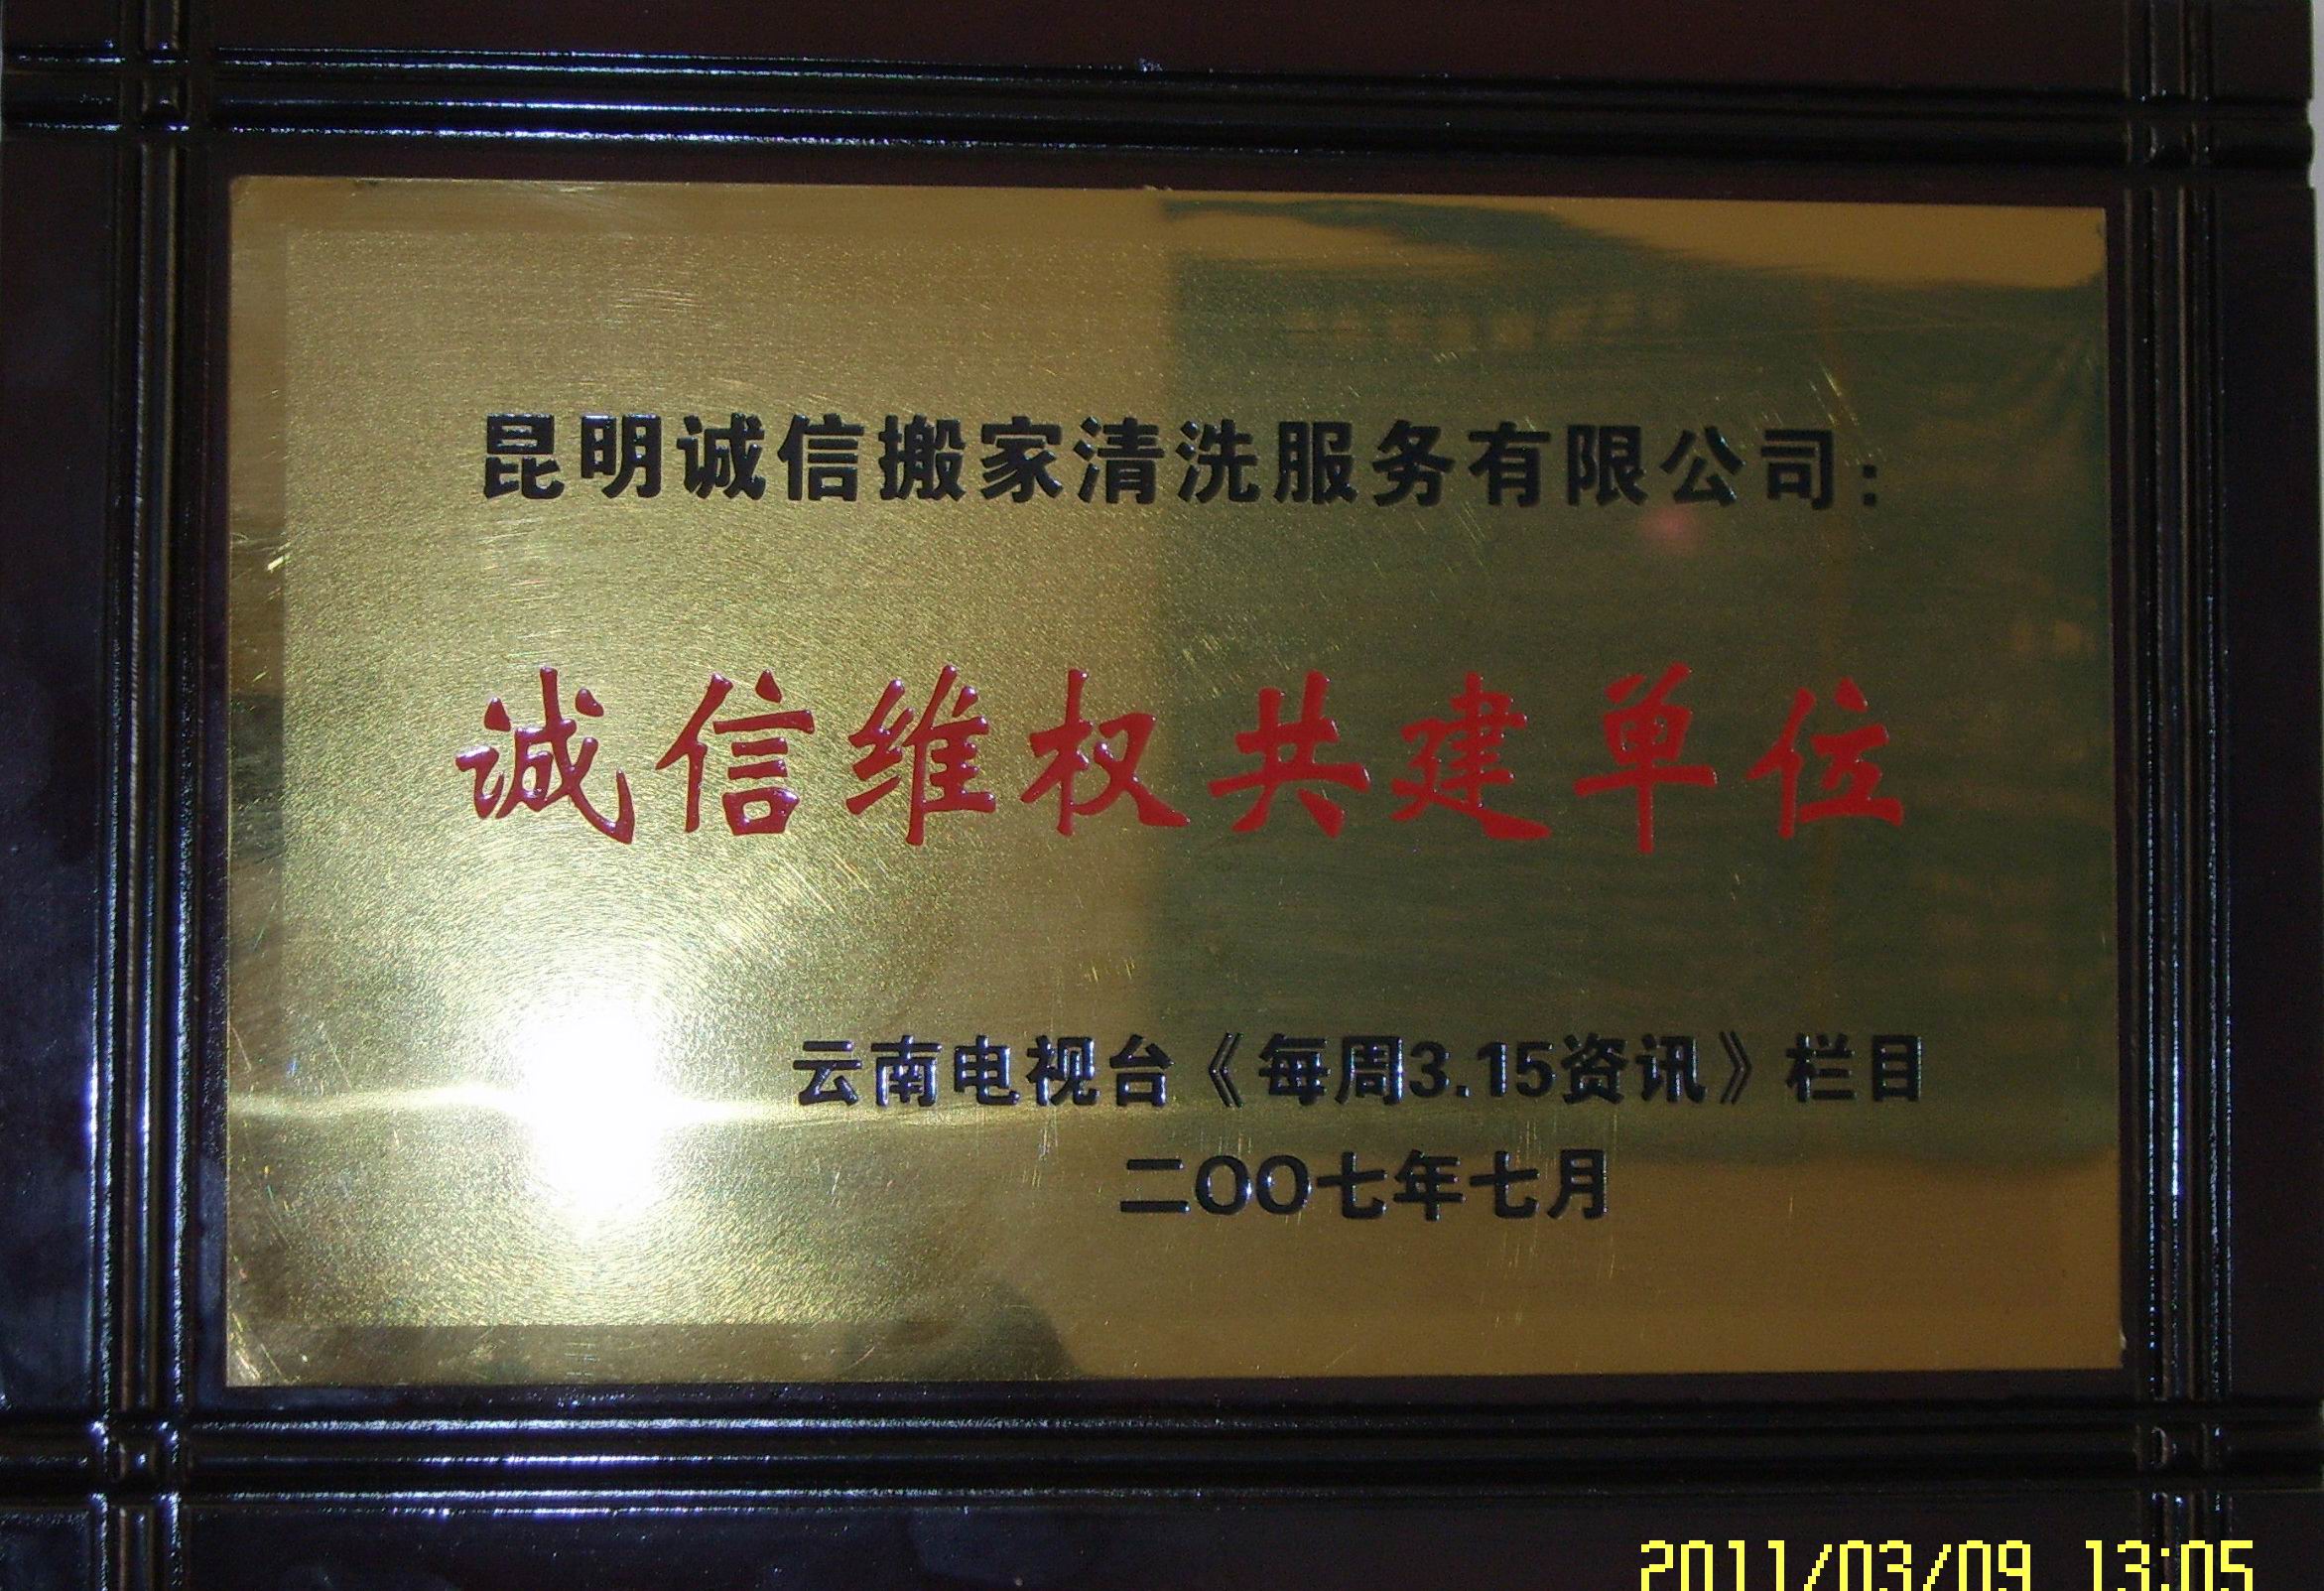 昆明诚信搬家清洗服务有限公司：
诚信维权共建单位
云南电视台《每周3.15资讯》栏目
二OO七年七月
2011/03/09 13:05